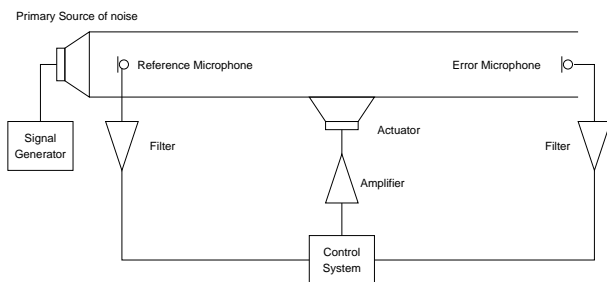 Primary Source of noise
Reference Microphone
Error Microphone
Signal
Generator
Filter
Actuator
Filter
Amplifier
Control
System